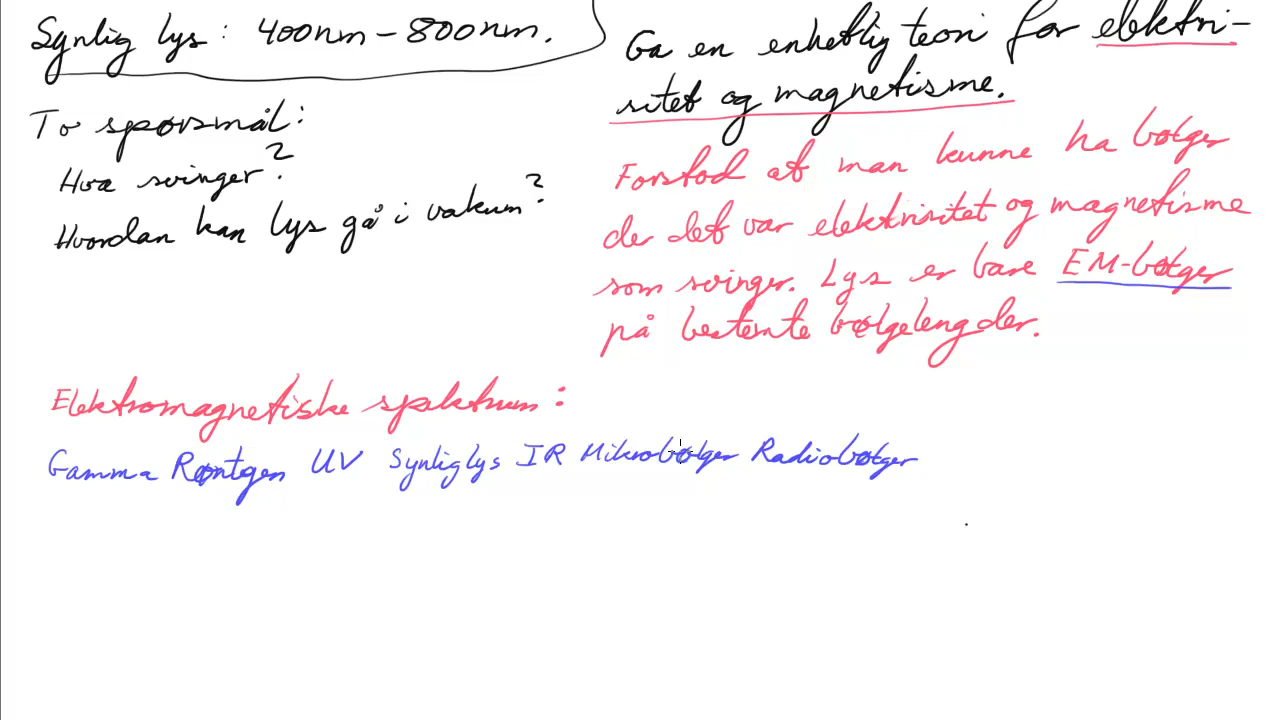 Synlig lys: 400nm – 800nm.
To spørsmål:
Hva svinger?
Hvordan kan lys gå i vakum?
Ga en enhetlig teori for elektri-
sitet og magnetisme.
Forstod at man kunne ha bølger
der det var elektrisitet og magnetisme
som svinger. Lys er bare EM-bølger
på bestemte bølgelengder.
Elektromagnetiske spektrum:
Gamma Røntgen UV Synlig lys IR Mikrobølger Radiobølger